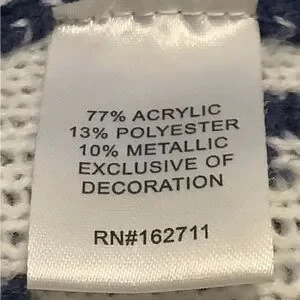 77% ACRYLIC
13% POLYESTER
10% METALLIC
EXCLUSIVE OF
DECORATION
RN#162711